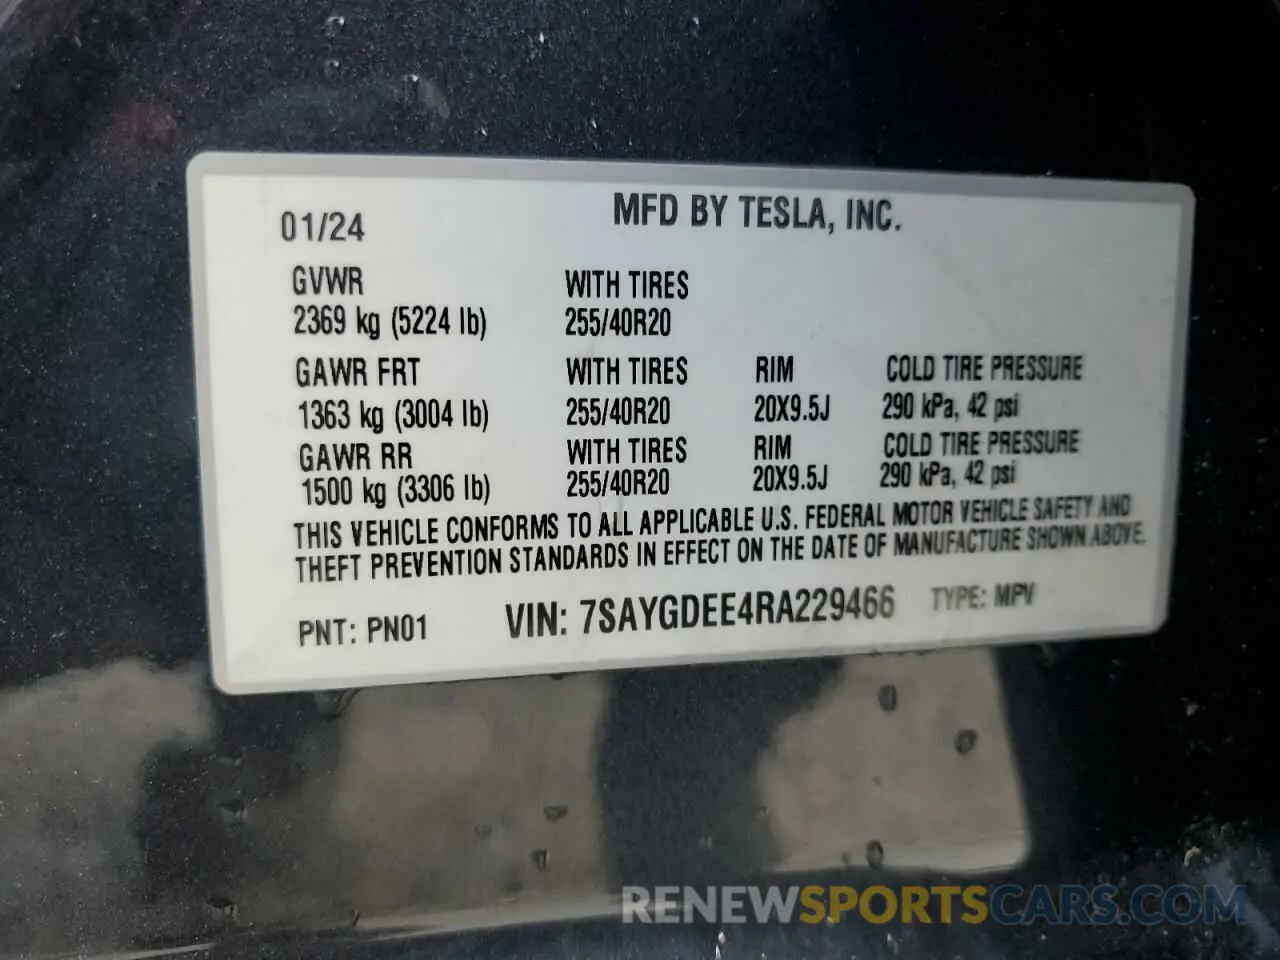 01/24 MFD BY TESLA, INC.
GVWR WITH TIRES
2369 kg (5224 lb) 255/40R20
GAWR FRT WITH TIRES RIM COLD TIRE PRESSURE
1363 kg (3004 lb) 255/40R20 20X9.5J 290 kPa, 42 psi
GAWR RR WITH TIRES RIM COLD TIRE PRESSURE
1500 kg (3306 lb) 255/40R20 20X9.5J 290 kPa, 42 psi
THIS VEHICLE CONFORMS TO ALL APPLICABLE U.S. FEDERAL MOTOR VEHICLE SAFETY AND
THEFT PREVENTION STANDARDS IN EFFECT ON THE DATE OF MANUFACTURE SHOWN ABOVE.
PNT: PN01 VIN: 7SAYGDEE4RA229466 TYPE: MPV
RENEWSPORTSCARS.COM